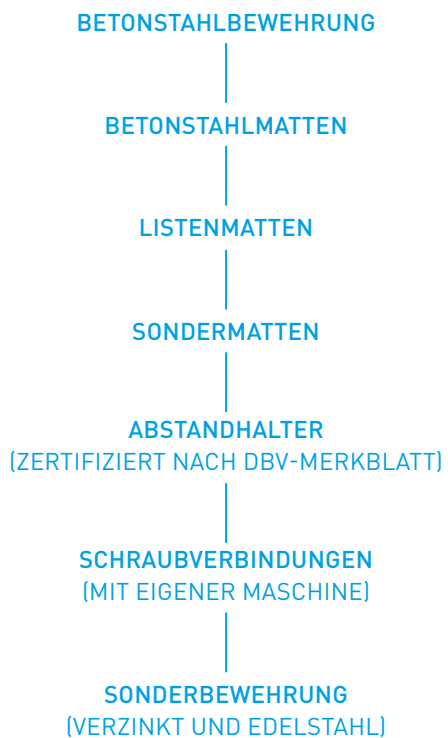 BETONSTAHLBEWEHRUNG
BETONSTAHLMATTEN
LISTENMATTEN
SONDERMATTEN
ABSTANDHALTER
(ZERTIFIZIERT NACH DBV-MERKBLATT)
SCHRAUBVERBINDUNGEN
(MIT EIGENER MASCHINE)
SONDERBEWEHRUNG
(VERZINKT UND EDELSTAHL)